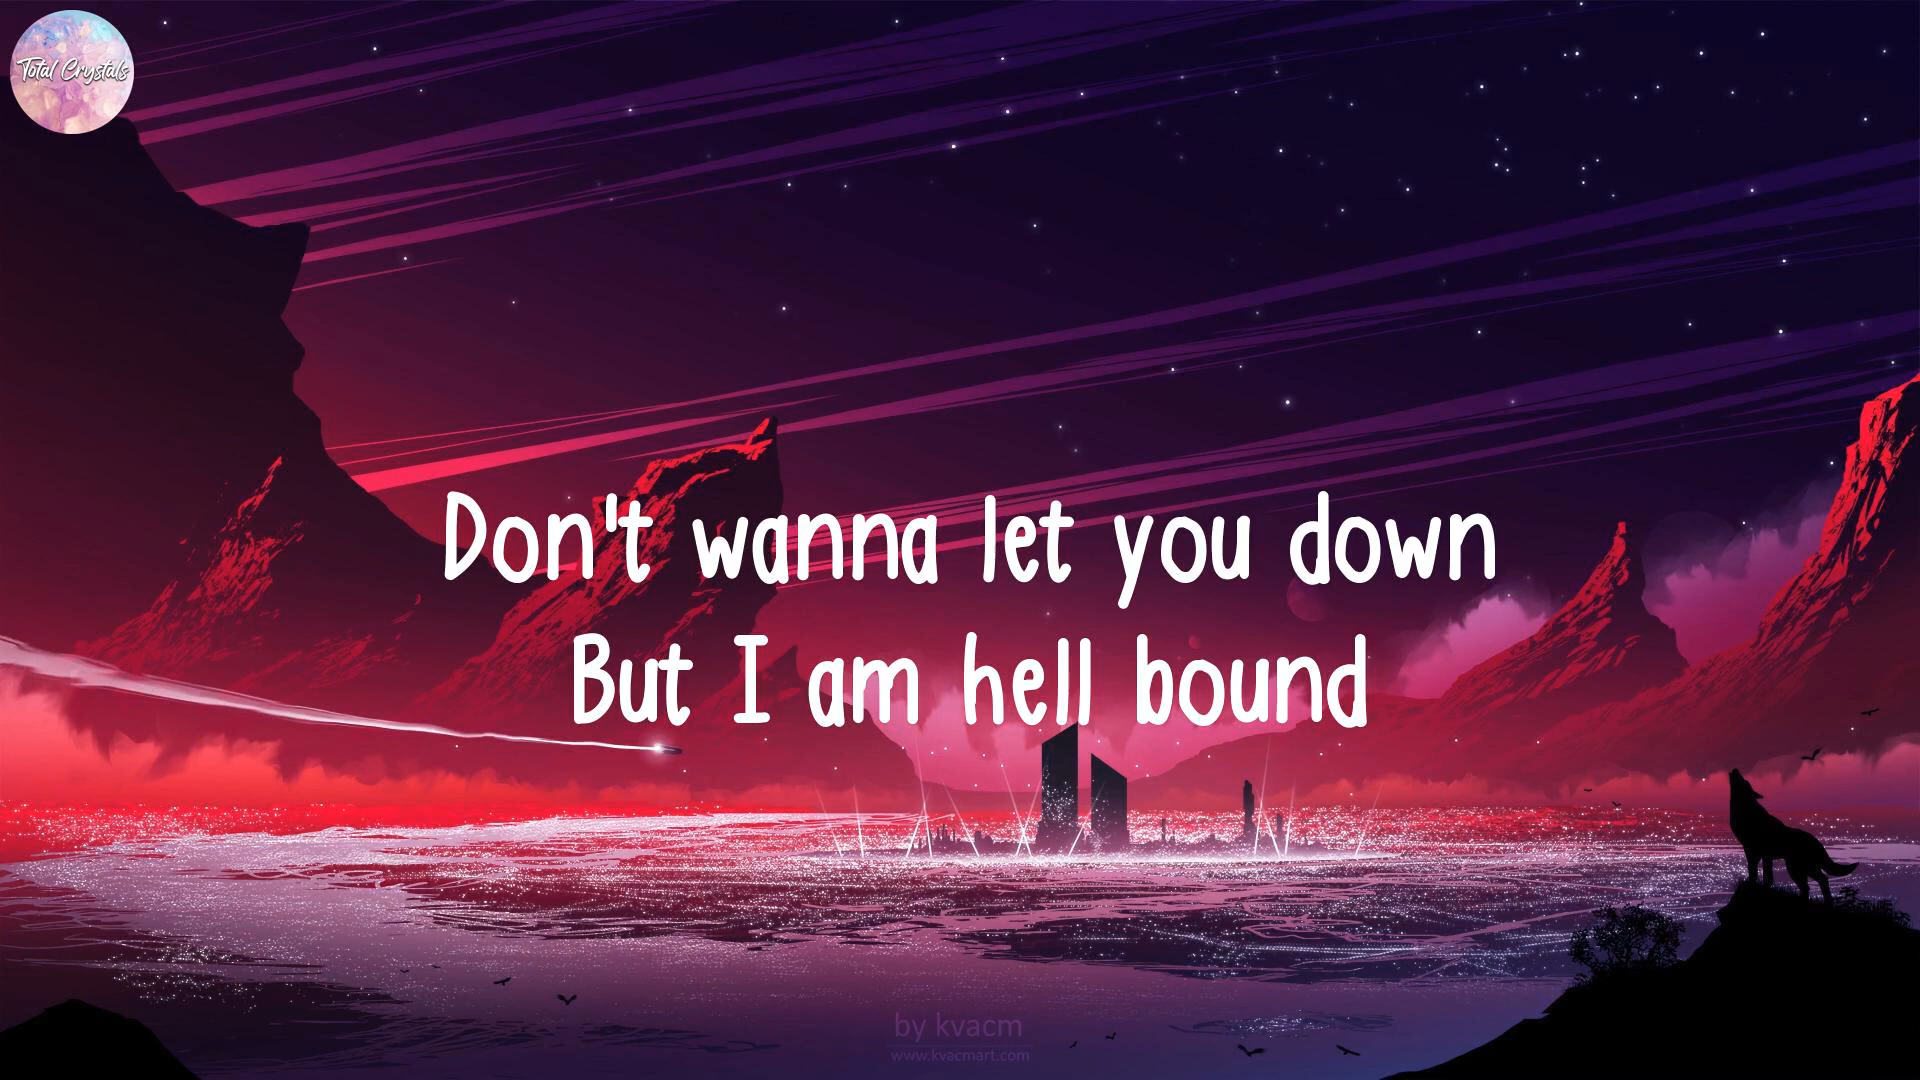 Total Crystals
Don't wanna let you down
But I am hell bound
by kvacm
www.kvacmart.com